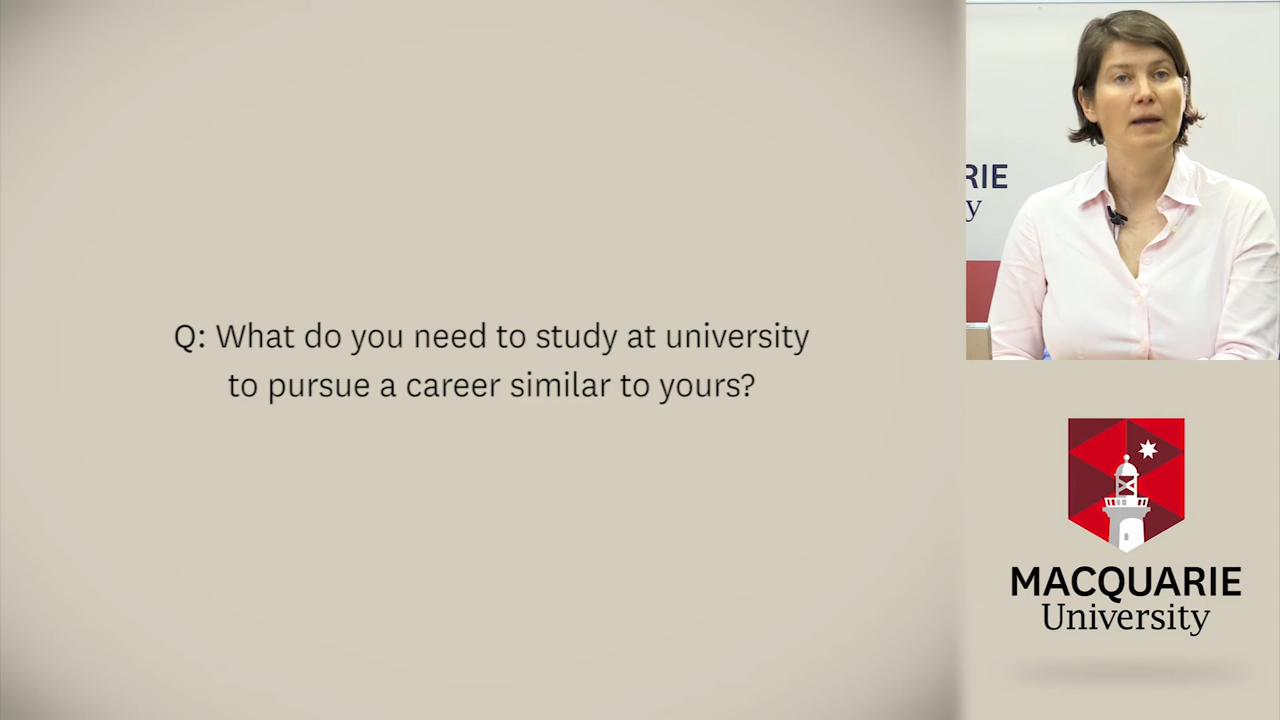 Q: What do you need to study at university
to pursue a career similar to yours?
RIE
y
MACQUARIE
University